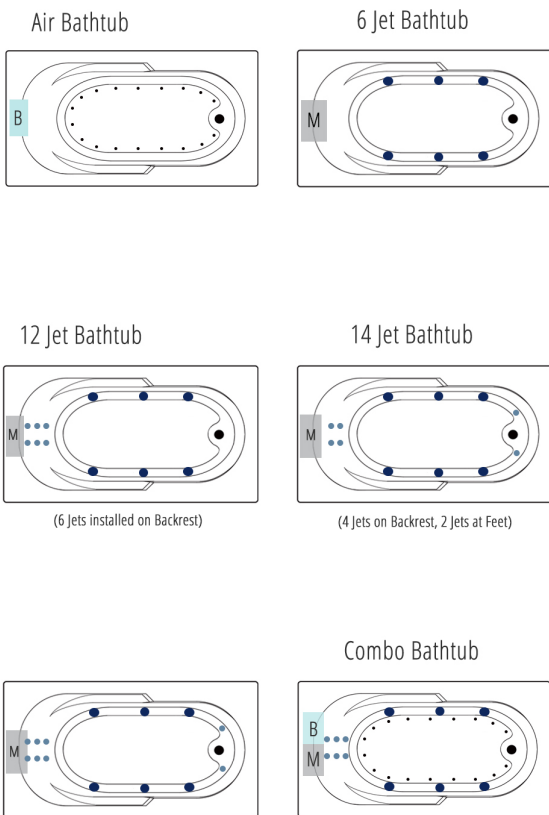 Air Bathtub
6 Jet Bathtub
B
M
12 Jet Bathtub
14 Jet Bathtub
M
M
(6 Jets installed on Backrest)
(4 Jets on Backrest, 2 Jets at Feet)
Combo Bathtub
M
B
M